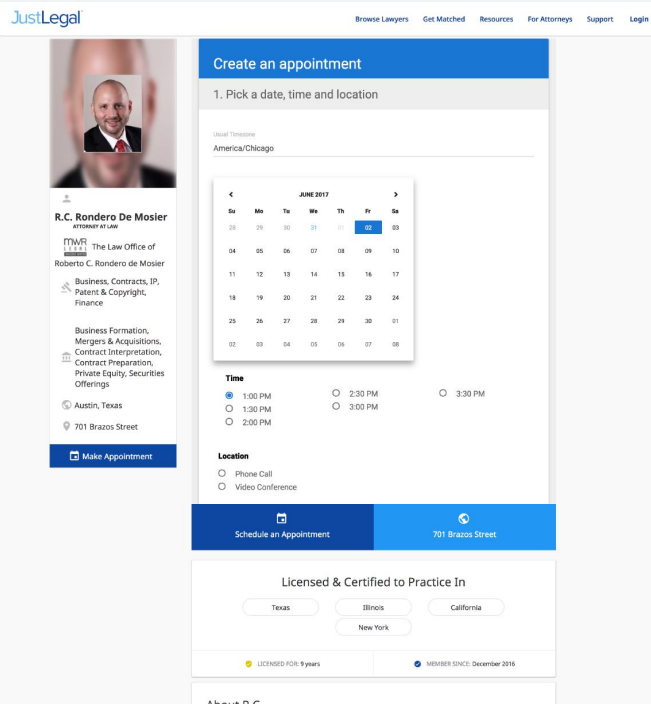 JustLegal
Browse Lawyers Get Matched Resources For Attorneys Support Login
R.C. Rondero De Mosier
ATTORNEY AT LAW
MWR
LEGAL
The Law Office of
Roberto C. Rondero de Mosier
Business, Contracts, IP,
Patent & Copyright,
Finance
Business Formation,
Mergers & Acquisitions,
Contract Interpretation,
Contract Preparation,
Private Equity, Securities
Offerings
Austin, Texas
701 Brazos Street
Make Appointment
Create an appointment
1. Pick a date, time and location
Usual Timezone
America/Chicago
JUNE 2017
Su Mo Tu We Th Fr Sa
28 29 30 31 01 02 03
04 05 06 07 08 09 10
11 12 13 14 15 16 17
18 19 20 21 22 23 24
25 26 27 28 29 30 01
02 03 04 05 06 07 08
Time
1:00 PM 2:30 PM 3:30 PM
1:30 PM 3:00 PM
2:00 PM
Location
Phone Call
Video Conference
Schedule an Appointment 701 Brazos Street
Licensed & Certified to Practice In
Texas Illinois California
New York
LICENSED FOR: 9 years MEMBER SINCE: December 2016
About R.C.